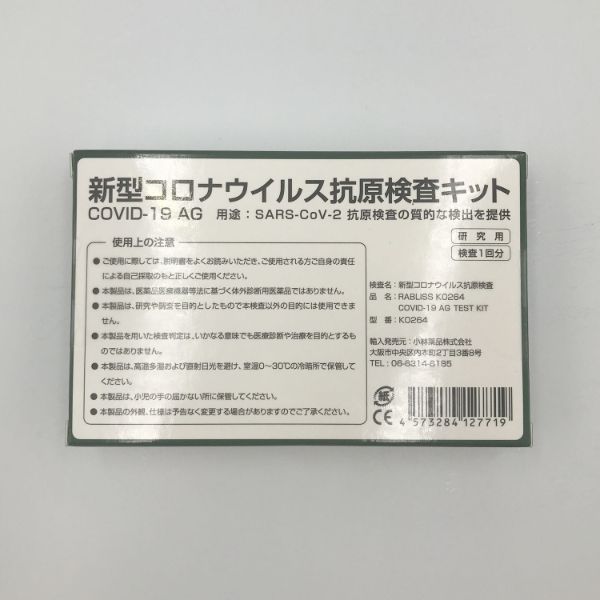 新型コロナウイルス抗原検査キット
COVID-19 AG 用途：SARS-CoV-2 抗原検査の質的な検出を提供
研究用
検査1回分
使用上の注意
●ご使用に際しては、説明書をよくお読みいただき、ご使用される方ご自身の責任
による自己採取のもと正しくご使用ください。
●本製品は、医薬品医療機器等法に基づく体外診断用医薬品ではありません。
●本製品は、研究や調査を目的としたもので本検査以外の目的には使用できま
せん。
●本製品を用いた検査判定は、いかなる意味でも医療診断や治療を目的とするも
のではありません。
●本製品は、高温多湿および直射日光を避け、室温0～30℃の冷暗所で保管して
ください。
●本製品は、小児の手の届かない所に保管してください。
●本製品の外観、仕様は予告なく変更する場合がありますのでご了承ください。
検査名：新型コロナウイルス抗原検査
品 名：RABLISS KO264
COVID-19 AG TEST KIT
型 番：KO264
輸入発売元：小林薬品株式会社
大阪市中央区内本町2丁目3番8号
TEL：06-6314-6185
紙
CE
4 573284 127719